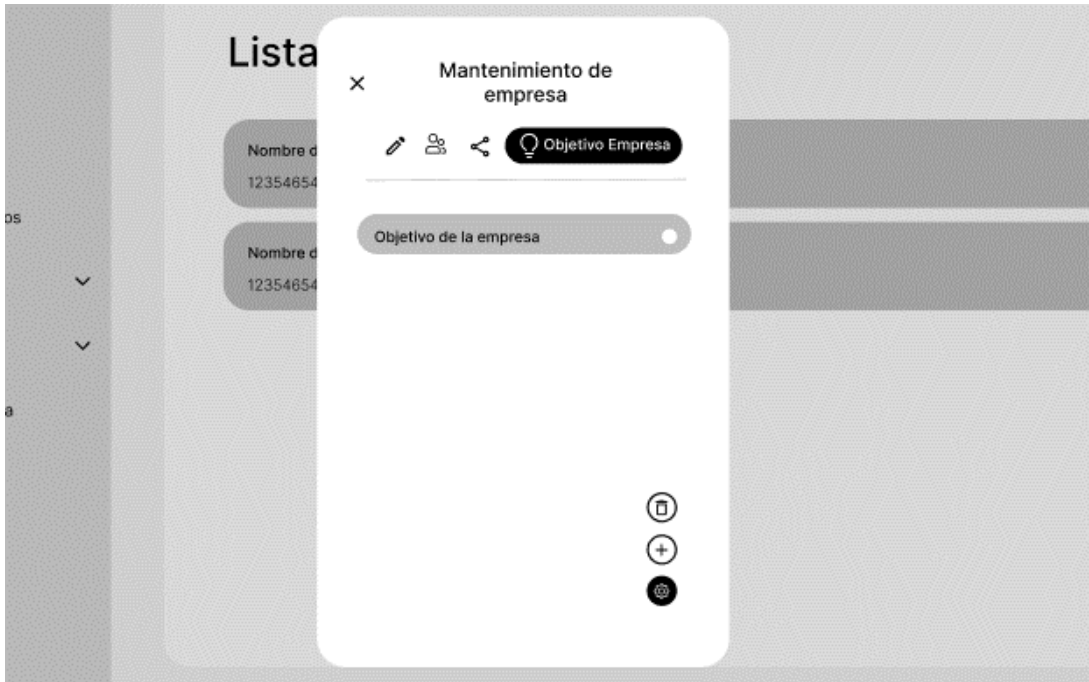 Lista
Mantenimiento de
empresa
Objetivo Empresa
Nombre d
12354654
os
Objetivo de la empresa
Nombre d
12354654
a